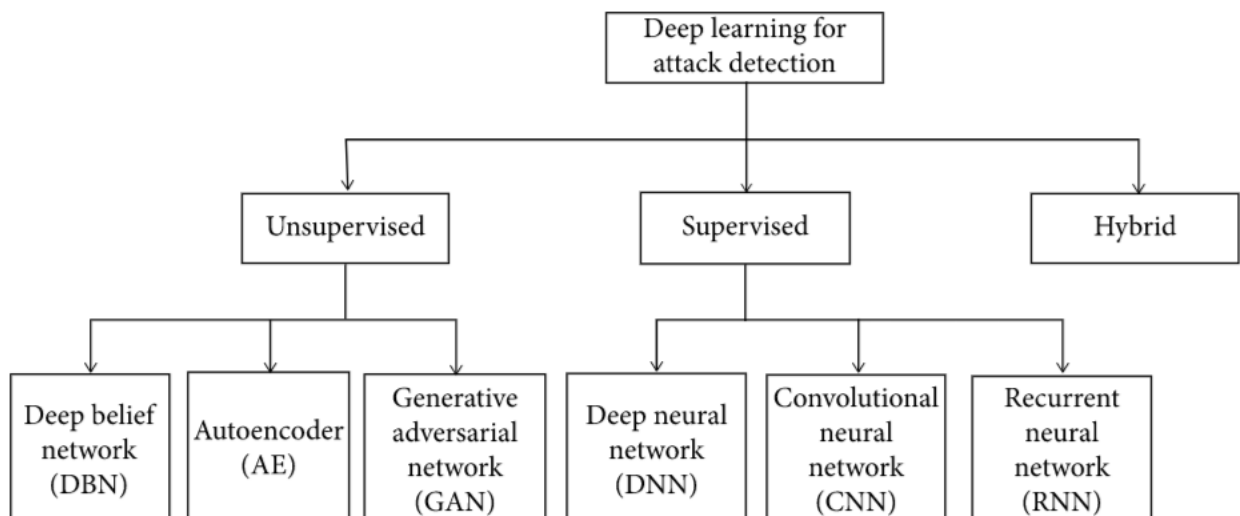 Deep learning for
attack detection
Unsupervised
Supervised
Hybrid
Deep belief
network
(DBN)
Autoencoder
(AE)
Generative
adversarial
network
(GAN)
Deep neural
network
(DNN)
Convolutional
neural
network
(CNN)
Recurrent
neural
network
(RNN)